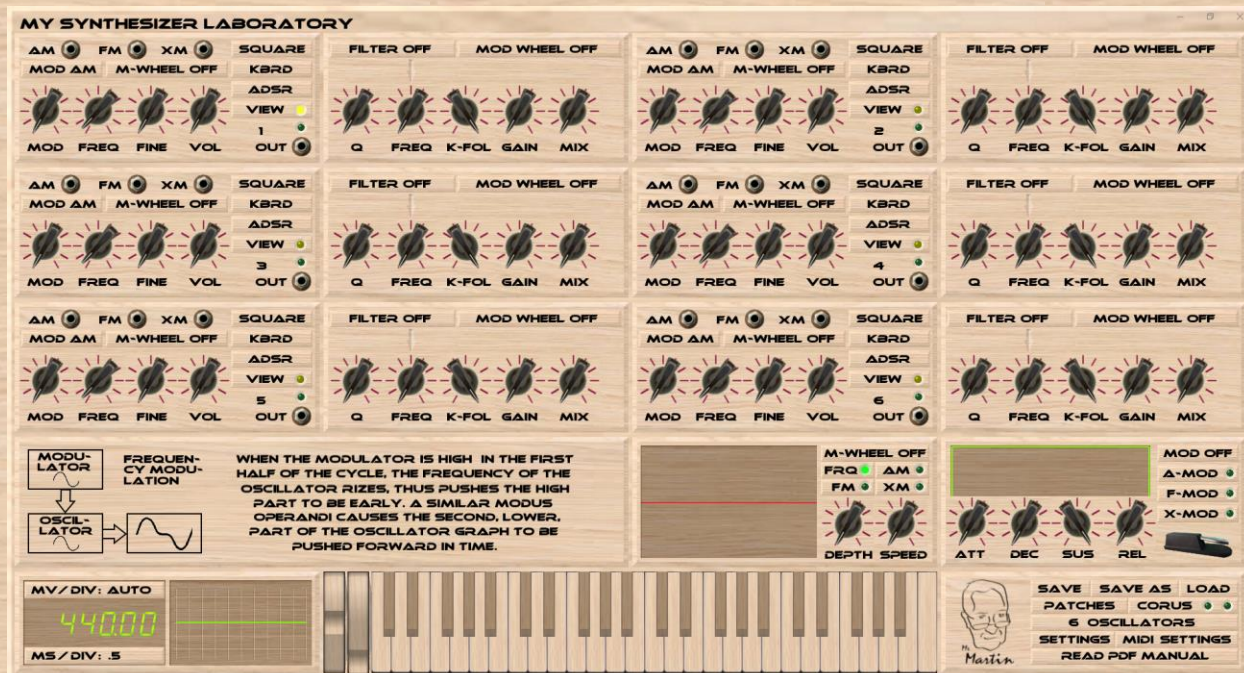 MY SYNTHESIZER LABORATORY
AM FM XM SQUARE FILTER OFF MOD WHEEL OFF AM FM XM SQUARE FILTER OFF MOD WHEEL OFF
MOD AM M-WHEEL OFF KBRD MOD AM M-WHEEL OFF KBRD
ADSR ADSR
VIEW VIEW
1 2
MOD FREQ FINE VOL OUT Q FREQ K-FOL GAIN MIX MOD FREQ FINE VOL OUT Q FREQ K-FOL GAIN MIX
AM FM XM SQUARE FILTER OFF MOD WHEEL OFF AM FM XM SQUARE FILTER OFF MOD WHEEL OFF
MOD AM M-WHEEL OFF KBRD MOD AM M-WHEEL OFF KBRD
ADSR ADSR
VIEW VIEW
3 4
MOD FREQ FINE VOL OUT Q FREQ K-FOL GAIN MIX MOD FREQ FINE VOL OUT Q FREQ K-FOL GAIN MIX
AM FM XM SQUARE FILTER OFF MOD WHEEL OFF AM FM XM SQUARE FILTER OFF MOD WHEEL OFF
MOD AM M-WHEEL OFF KBRD MOD AM M-WHEEL OFF KBRD
ADSR ADSR
VIEW VIEW
5 6
MOD FREQ FINE VOL OUT Q FREQ K-FOL GAIN MIX MOD FREQ FINE VOL OUT Q FREQ K-FOL GAIN MIX
MODU-
LATOR
OSCIL-
LATOR
FREQUEN-
CY MODU-
LATION
WHEN THE MODULATOR IS HIGH IN THE FIRST
HALF OF THE CYCLE, THE FREQUENCY OF THE
OSCILLATOR RIZES, THUS PUSHES THE HIGH
PART TO BE EARLY. A SIMILAR MODUS
OPERANDI CAUSES THE SECOND, LOWER,
PART OF THE OSCILLATOR GRAPH TO BE
PUSHED FORWARD IN TIME.
M-WHEEL OFF
FRQ AM
FM XM
DEPTH SPEED
MOD OFF
A-MOD
F-MOD
X-MOD
ATT DEC SUS REL
MV/DIV: AUTO
440.00
MS/DIV: .5
Martin
SAVE SAVE AS LOAD
PATCHES CORUS
6 OSCILLATORS
SETTINGS MIDI SETTINGS
READ PDF MANUAL